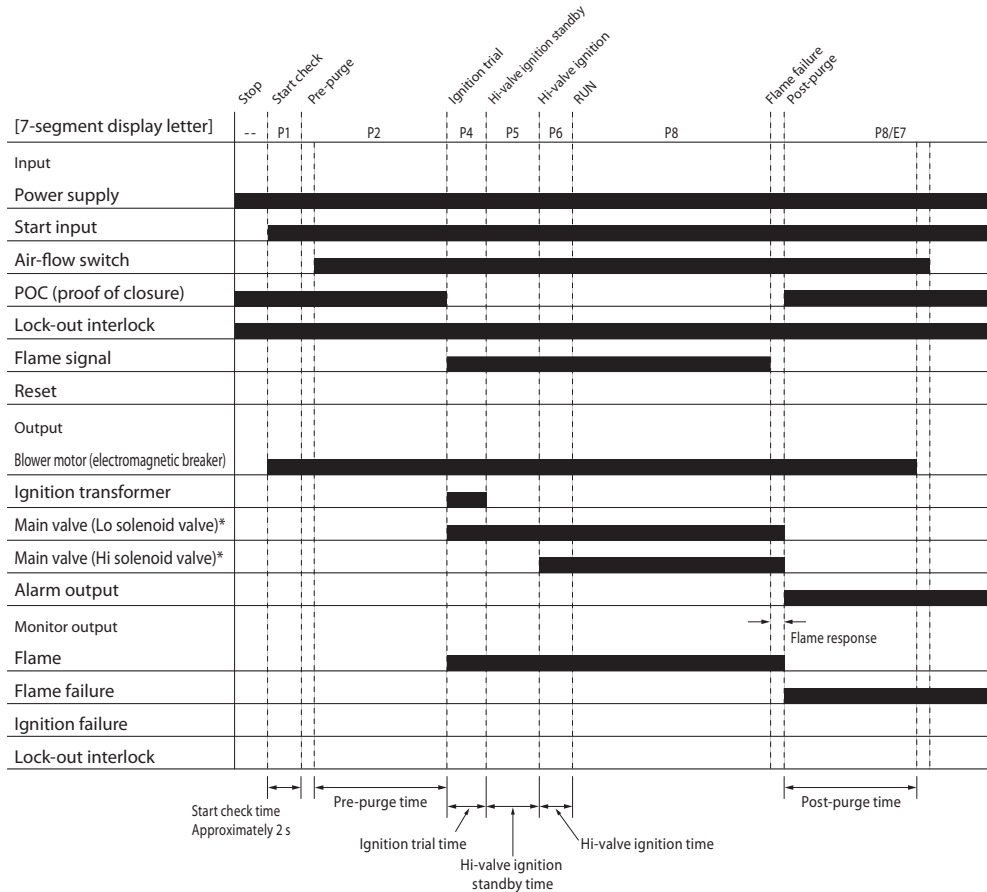 Stop
Start check
Pre-purge
Ignition trial
Hi-valve ignition standby
Hi-valve ignition
RUN
Flame failure
Post-purge
[7-segment display letter]
-- P1 P2 P4 P5 P6 P8 P8/E7
Input
Power supply
Start input
Air-flow switch
POC (proof of closure)
Lock-out interlock
Flame signal
Reset
Output
Blower motor (electromagnetic breaker)
Ignition transformer
Main valve (Lo solenoid valve)*
Main valve (Hi solenoid valve)*
Alarm output
Monitor output
Flame response
Flame
Flame failure
Ignition failure
Lock-out interlock
Start check time
Approximately 2 s
Pre-purge time
Ignition trial time
Hi-valve ignition
standby time
Hi-valve ignition time
Post-purge time